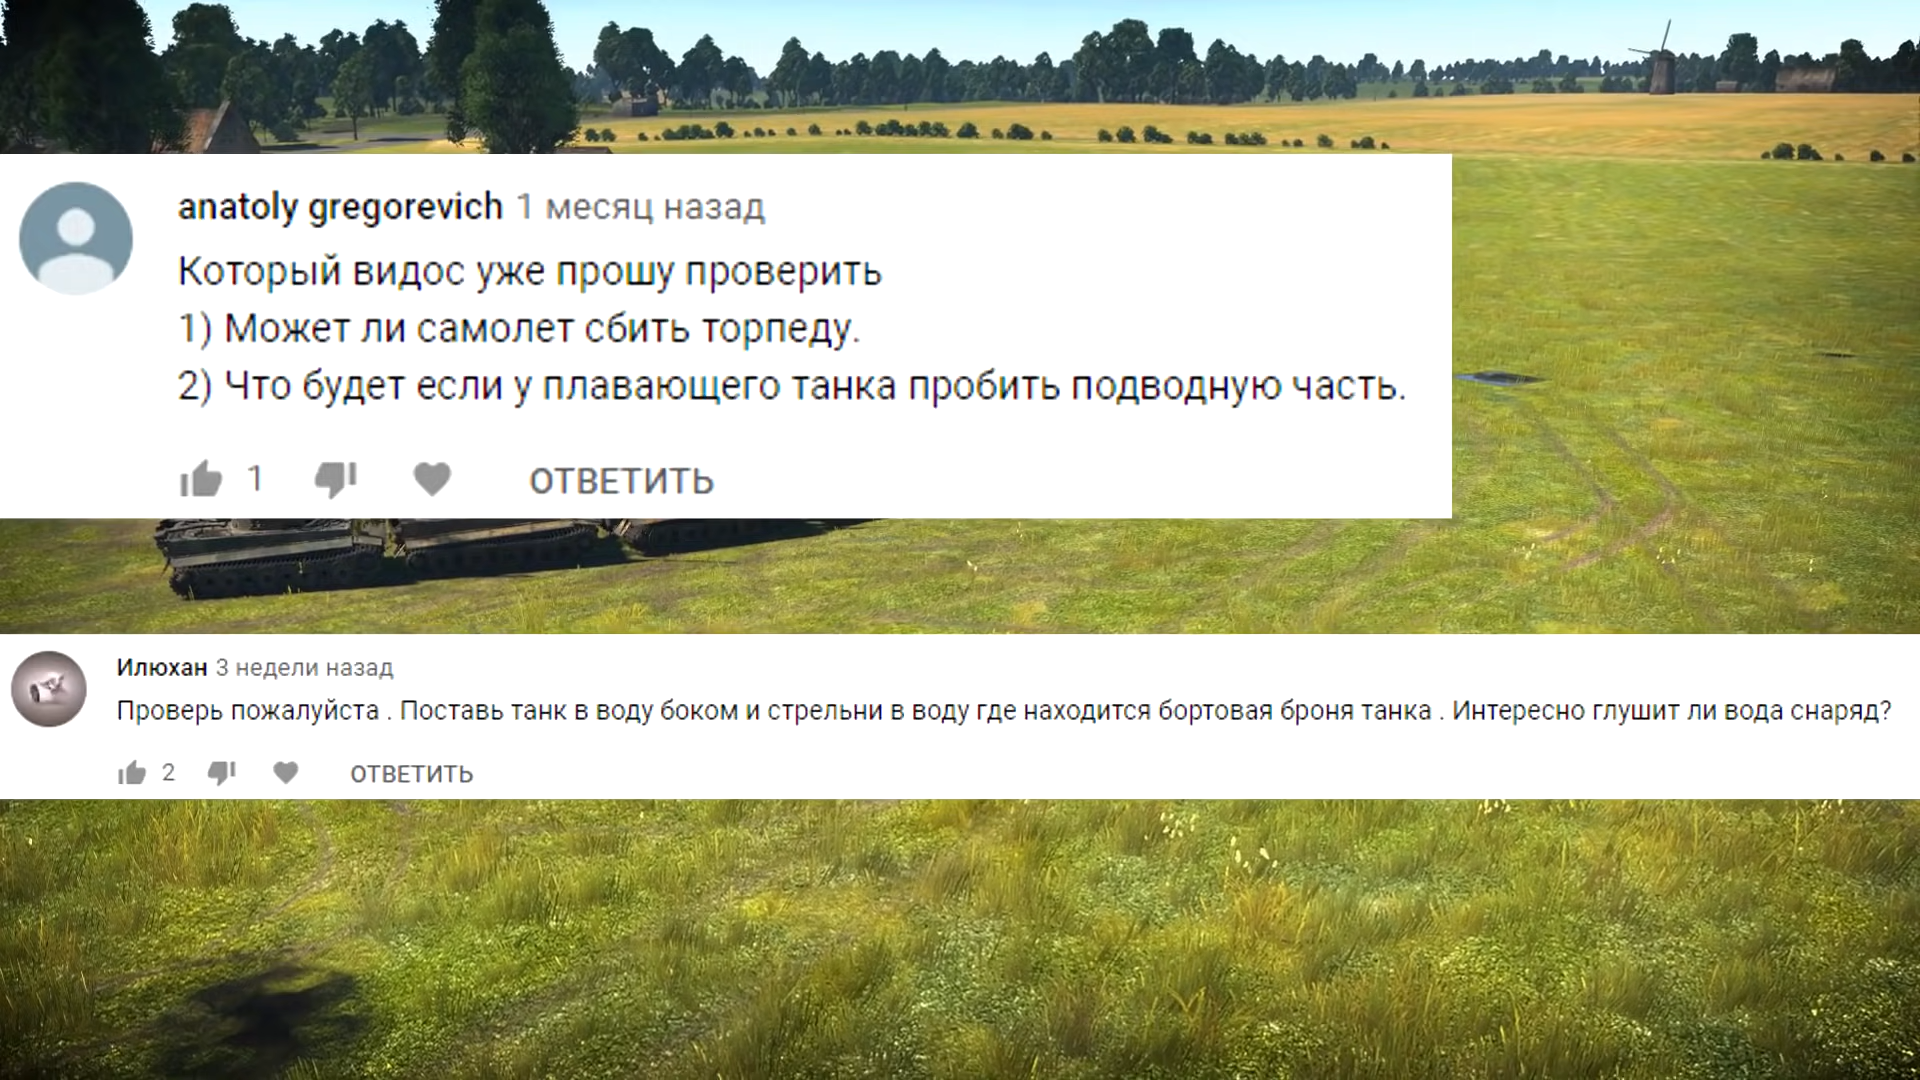 anatoly gregorevich 1 месяц назад
Который видос уже прошу проверить
1) Может ли самолет сбить торпеду.
2) Что будет если у плавающего танка пробить подводную часть.
1 ОТВЕТИТЬ
Илюхан 3 недели назад
Проверь пожалуйста . Поставь танк в воду боком и стрельни в воду где находится бортовая броня танка . Интересно глушит ли вода снаряд?
2 ОТВЕТИТЬ